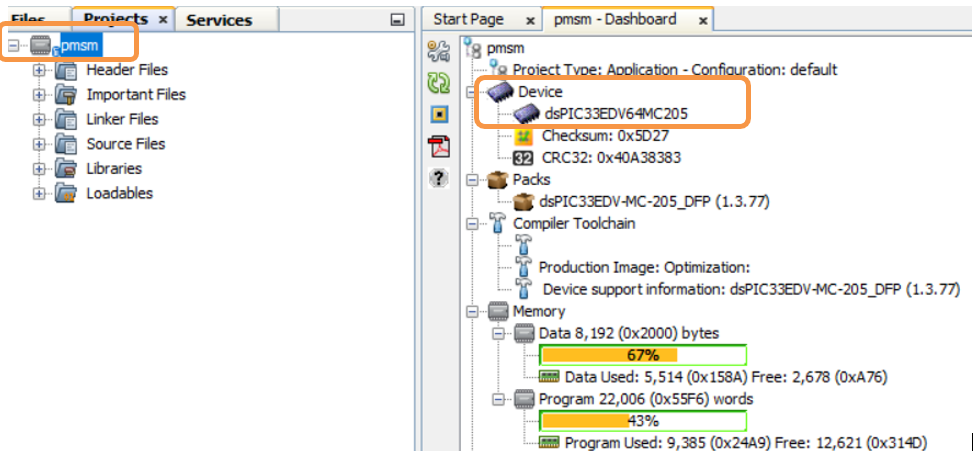 Files
Projects
Services
pmsm
Header Files
Important Files
Linker Files
Source Files
Libraries
Loadables
Start Page
pmsm - Dashboard
pmsm
Project Type: Application - Configuration: default
Device
dsPIC33EDV64MC205
Checksum: 0x5D27
CRC32: 0x40A38383
Packs
dsPIC33EDV-MC-205_DFP (1.3.77)
Compiler Toolchain
Production Image: Optimization:
Device support information: dsPIC33EDV-MC-205_DFP (1.3.77)
Memory
Data 8,192 (0x2000) bytes
67%
Data Used: 5,514 (0x158A) Free: 2,678 (0xA76)
Program 22,006 (0x55F6) words
43%
Program Used: 9,385 (0x24A9) Free: 12,621 (0x314D)